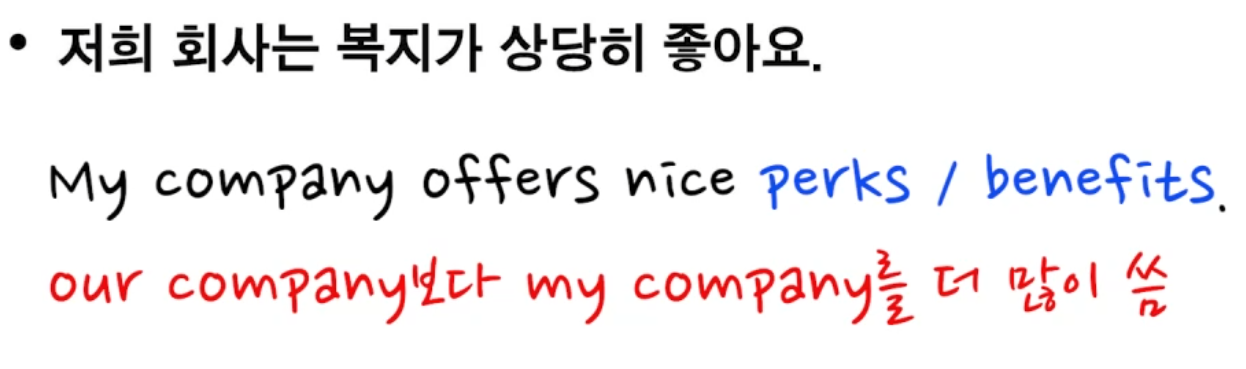 • 저희 회사는 복지가 상당히 좋아요.
My company offers nice perks / benefits.
our company보다 my company를 더 많이 씀